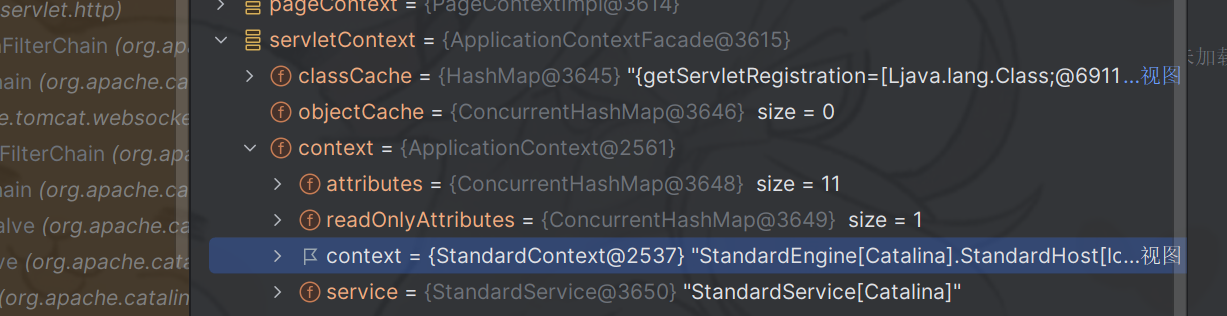 pageContext = {PageContextImpl@3614}
servlet.http)
servletContext = {ApplicationContextFacade@3615}
FilterChain (org.apa
classCache = {HashMap@3645} "{getServletRegistration=[Ljava.lang.Class;@6911...视图
hain (org.apache.ca
objectCache = {ConcurrentHashMap@3646} size = 0
e.tomcat.websocke
context = {ApplicationContext@2561}
FilterChain (org.apa
attributes = {ConcurrentHashMap@3648} size = 11
hain (org.apache.ca
readOnlyAttributes = {ConcurrentHashMap@3649} size = 1
alve (org.apache.ca
context = {StandardContext@2537} "StandardEngine[Catalina].StandardHost[lc...视图
ve (org.apache.cata
service = {StandardService@3650} "StandardService[Catalina]"
(org.apache.catalin
加载